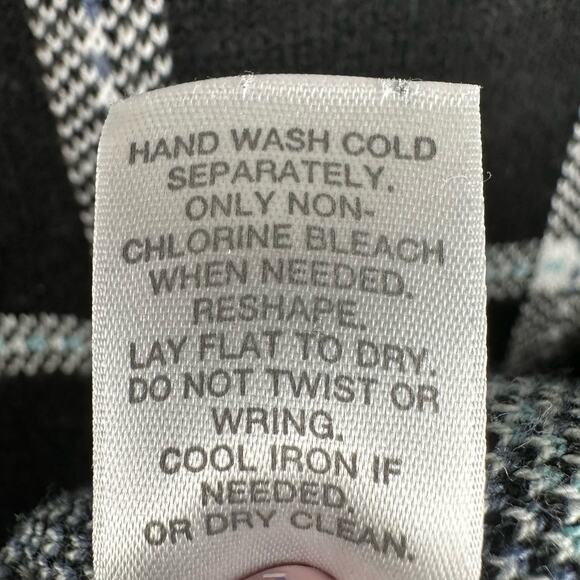 HAND WASH COLD
SEPARATELY.
ONLY NON-
CHLORINE BLEACH
WHEN NEEDED.
RESHAPE.
LAY FLAT TO DRY.
DO NOT TWIST OR
WRING.
COOL IRON IF
NEEDED.
OR DRY CLEAN.